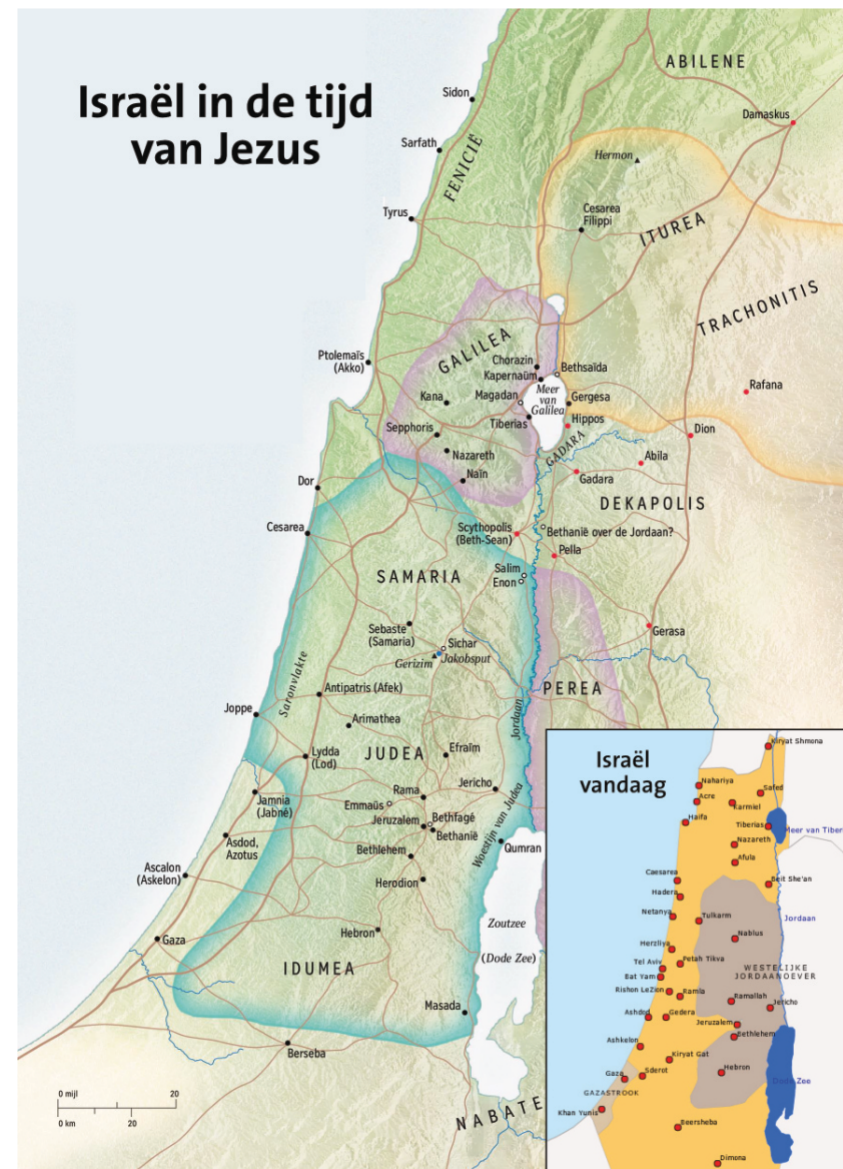 Israël in de tijd
van Jezus
ABILENE
Sidon
Damaskus
Sarfath
FENICIË
Hermon
Tyrus
Cesarea
Filippi
ITUREA
TRACHONITIS
GALILEA
Ptolemaïs
(Akko)
Chorazin
Kapernaüm
Bethsaïda
Kana
Magadan
Meer
van
Galilea
Gergesa
Rafana
Sepphoris
Tiberias
Hippos
Dion
GADARA
Nazareth
Abila
Naïn
Gadara
Dor
DEKAPOLIS
Cesarea
Scythopolis
(Beth-Sean)
Bethanië over de Jordaan?
Pella
SAMARIA
Salim
Enon
Sebaste
(Samaria)
Sichar
Gerizim
Jakobsput
Gerasa
Saronvlakte
Antipatris (Afek)
PEREA
Joppe
Jordaan
Arimathea
Lydda
(Lod)
JUDEA
Efraïm
Jamnia
(Jabné)
Rama
Jericho
Emmaüs
Jeruzalem
Bethfagé
Bethanië
Woestijn van Judea
Asdod,
Azotus
Bethlehem
Qumran
Ascalon
(Askelon)
Herodion
Zoutzee
(Dode Zee)
Gaza
Hebron
IDUMEA
Masada
Berseba
0 mijl 20
0 km 20
NABATE
Israël
vandaag
Kiryat Shmona
Nahariya
Acre
Safed
Karmiel
Haifa
Tiberias
Meer van Tiber
Nazareth
Afula
Caesarea
Beit She'an
Hadera
Netanya
Tulkarm
Jordaan
Nablus
Herzliya
Petah Tikva
WESTELIJKE
JORDAANOEVER
Tel Aviv
Bat Yam
Rishon LeZion
Ramla
Ramallah
Jericho
Ashdod
Gedera
Jeruzalem
Bethlehem
Ashkelon
Kiryat Gat
Hebron
Dode Zee
Gaza
Sderot
GAZASTROOK
Khan Yunis
Beersheba
Dimona